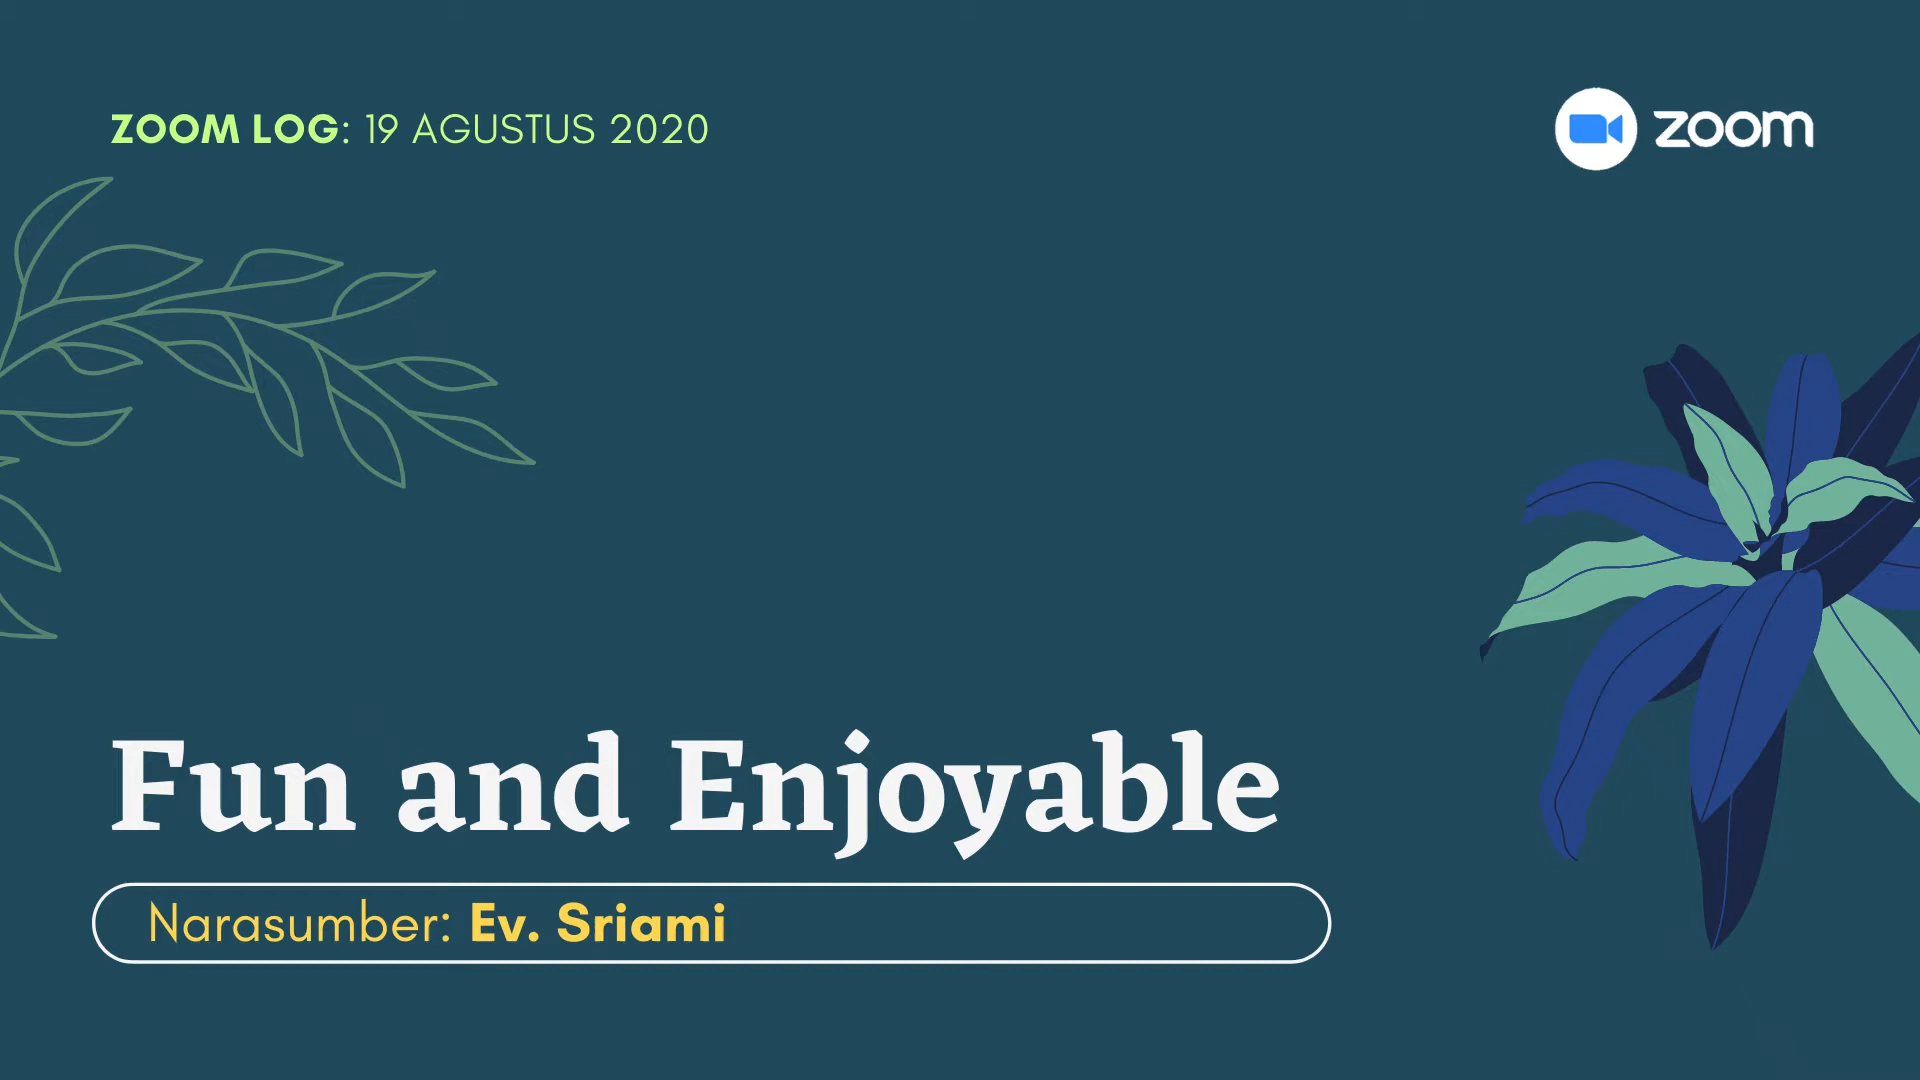 ZOOM LOG: 19 AGUSTUS 2020
zoom
Fun and Enjoyable
Narasumber: Ev. Sriami